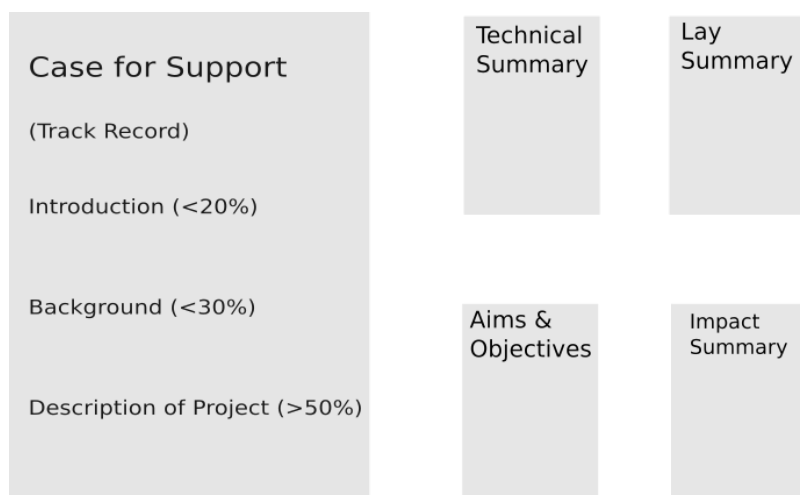 Case for Support
(Track Record)
Introduction (<20%)
Background (<30%)
Description of Project (>50%)
Technical
Summary
Lay
Summary
Aims &
Objectives
Impact
Summary